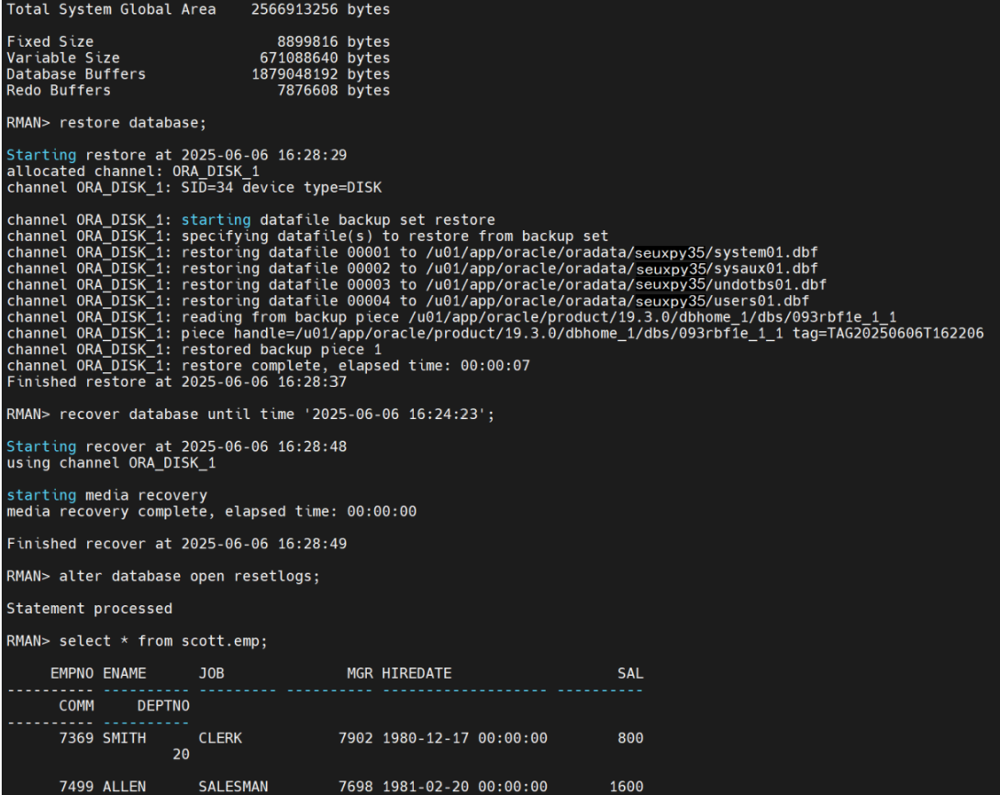 Total System Global Area    2566913256 bytes
Fixed Size                     8899816 bytes
Variable Size                671088640 bytes
Database Buffers            1879048192 bytes
Redo Buffers                   7876608 bytes
RMAN> restore database;
Starting restore at 2025-06-06 16:28:29
allocated channel: ORA_DISK_1
channel ORA_DISK_1: SID=34 device type=DISK
channel ORA_DISK_1: starting datafile backup set restore
channel ORA_DISK_1: specifying datafile(s) to restore from backup set
channel ORA_DISK_1: restoring datafile 00001 to /u01/app/oracle/oradata/seuxpy35/system01.dbf
channel ORA_DISK_1: restoring datafile 00002 to /u01/app/oracle/oradata/seuxpy35/sysaux01.dbf
channel ORA_DISK_1: restoring datafile 00003 to /u01/app/oracle/oradata/seuxpy35/undotbs01.dbf
channel ORA_DISK_1: restoring datafile 00004 to /u01/app/oracle/oradata/seuxpy35/users01.dbf
channel ORA_DISK_1: reading from backup piece /u01/app/oracle/product/19.3.0/dbhome_1/dbs/093rbf1e_1_1
channel ORA_DISK_1: piece handle=/u01/app/oracle/product/19.3.0/dbhome_1/dbs/093rbf1e_1_1 tag=TAG20250606T162206
channel ORA_DISK_1: restored backup piece 1
channel ORA_DISK_1: restore complete, elapsed time: 00:00:07
Finished restore at 2025-06-06 16:28:37
RMAN> recover database until time '2025-06-06 16:24:23';
Starting recover at 2025-06-06 16:28:48
using channel ORA_DISK_1
starting media recovery
media recovery complete, elapsed time: 00:00:00
Finished recover at 2025-06-06 16:28:49
RMAN> alter database open resetlogs;
Statement processed
RMAN> select * from scott.emp;
     EMPNO ENAME      JOB              MGR HIREDATE                   SAL
---------- ---------- --------- ---------- ------------------- ----------
      COMM     DEPTNO
---------- ----------
      7369 SMITH      CLERK           7902 1980-12-17 00:00:00        800
                   20
      7499 ALLEN      SALESMAN        7698 1981-02-20 00:00:00       1600